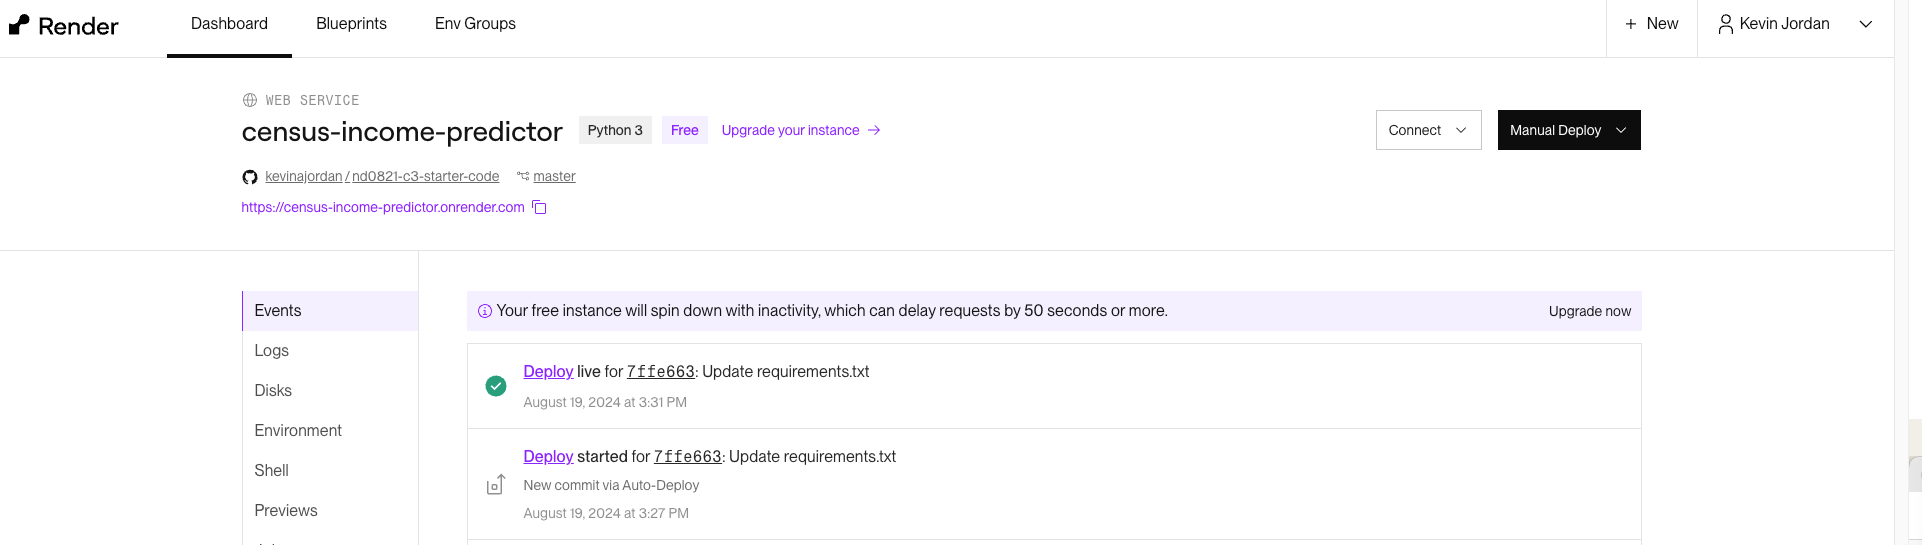 Render Dashboard Blueprints Env Groups + New Kevin Jordan
WEB SERVICE
census-income-predictor Python 3 Free Upgrade your instance → Connect Manual Deploy
kevinajordan / nd0821-c3-starter-code master
https://census-income-predictor.onrender.com
Events
Logs
Disks
Environment
Shell
Previews
Your free instance will spin down with inactivity, which can delay requests by 50 seconds or more. Upgrade now
Deploy live for 7ffe663: Update requirements.txt
August 19, 2024 at 3:31 PM
Deploy started for 7ffe663: Update requirements.txt
New commit via Auto-Deploy
August 19, 2024 at 3:27 PM